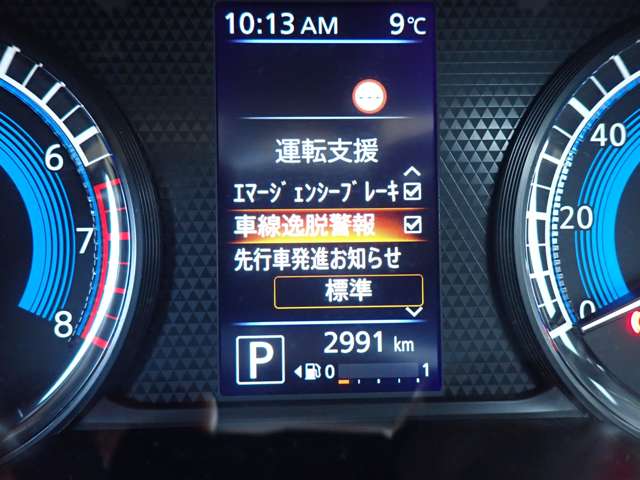 10:13 AM 9℃
---
運転支援
ｴﾏｰｼﾞｪﾝｼｰﾌﾞﾚｰｷ
車線逸脱警報
先行車発進お知らせ
標準
P 2991 km
0 1
6
7
8
40
20
0